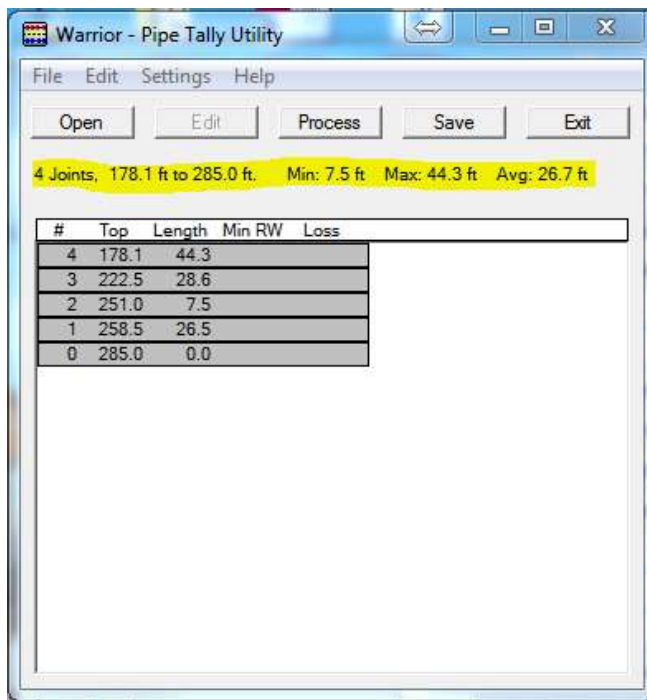 Warrior - Pipe Tally Utility
File Edit Settings Help
Open Edit Process Save Exit
4 Joints, 178.1 ft to 285.0 ft. Min: 7.5 ft Max: 44.3 ft Avg: 26.7 ft
# Top Length Min RW Loss
4 178.1 44.3
3 222.5 28.6
2 251.0 7.5
1 258.5 26.5
0 285.0 0.0